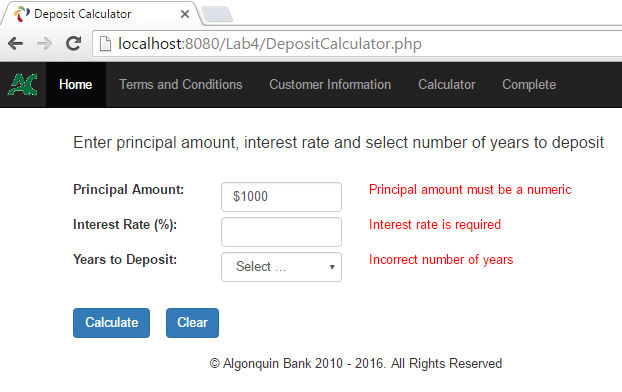 Deposit Calculator
localhost:8080/Lab4/DepositCalculator.php
AC Home Terms and Conditions Customer Information Calculator Complete
Enter principal amount, interest rate and select number of years to deposit
Principal Amount: $1000 Principal amount must be a numeric
Interest Rate (%): Interest rate is required
Years to Deposit: Select ... Incorrect number of years
Calculate Clear
© Algonquin Bank 2010 - 2016. All Rights Reserved